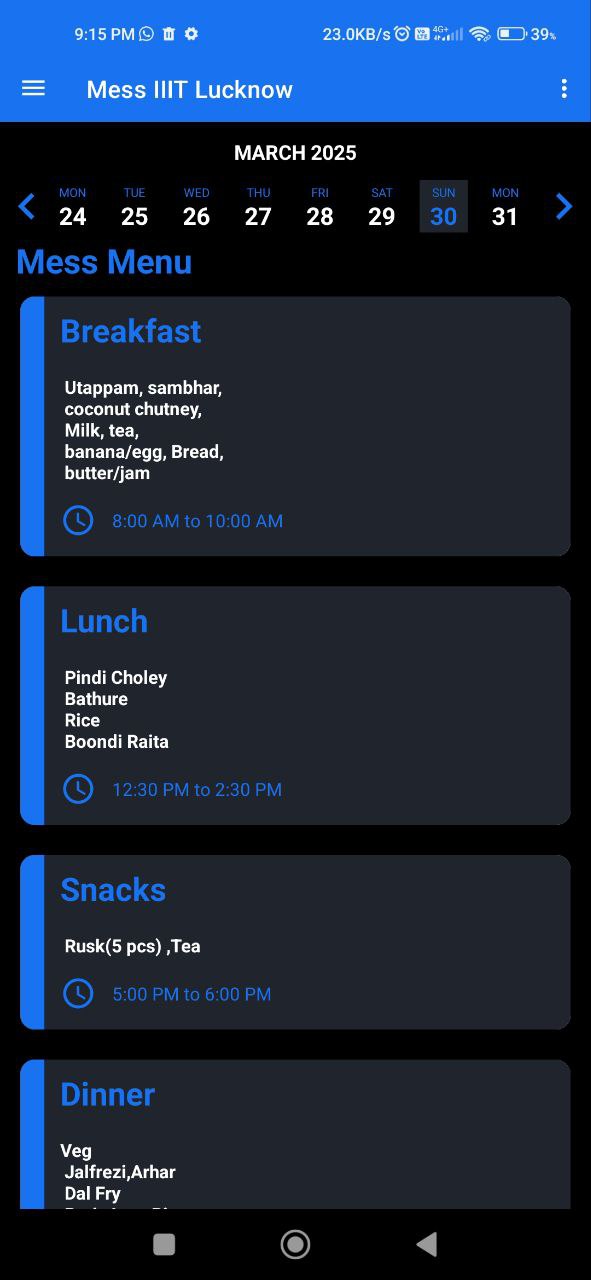 9:15 PM 23.0KB/s 4G+ 39%
Mess IIIT Lucknow
MARCH 2025
MON TUE WED THU FRI SAT SUN MON
24 25 26 27 28 29 30 31
Mess Menu
Breakfast
Utappam, sambhar,
coconut chutney,
Milk, tea,
banana/egg, Bread,
butter/jam
8:00 AM to 10:00 AM
Lunch
Pindi Choley
Bathure
Rice
Boondi Raita
12:30 PM to 2:30 PM
Snacks
Rusk(5 pcs) ,Tea
5:00 PM to 6:00 PM
Dinner
Veg
Jalfrezi,Arhar
Dal Fry